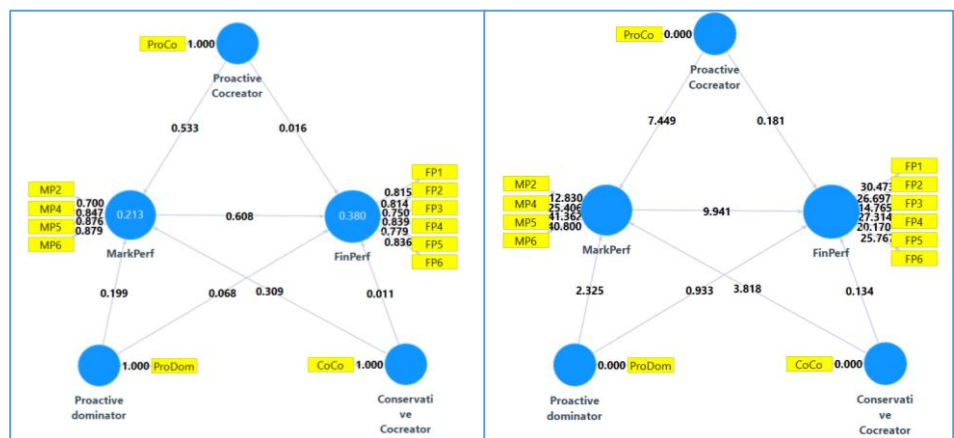 ProCo 1.000
Proactive
Cocreator
0.533
0.016
MP2
MP4
MP5
MP6
0.700
0.847
0.876
0.879
0.213
MarkPerf
0.608
0.380
FinPerf
0.815
0.814
0.750
0.839
0.779
0.836
FP1
FP2
FP3
FP4
FP5
FP6
0.199
0.068
0.309
0.011
1.000 ProDom
Proactive
dominator
CoCo 1.000
Conservati
ve
Cocreator
ProCo 0.000
Proactive
Cocreator
7.449
0.181
MP2
MP4
MP5
MP6
12.830
25.406
41.362
40.800
MarkPerf
9.941
FinPerf
30.473
26.697
14.765
27.314
20.170
25.767
FP1
FP2
FP3
FP4
FP5
FP6
2.325
0.933
3.818
0.134
0.000 ProDom
Proactive
dominator
CoCo 0.000
Conservati
ve
Cocreator